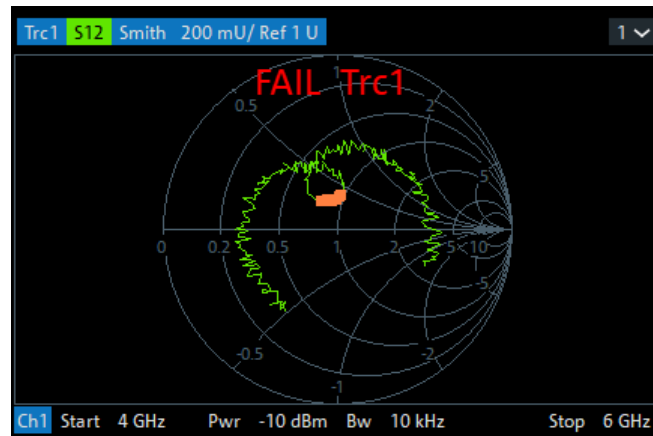 Trc1 S12 Smith 200 mU/ Ref 1 U 1
FAIL Trc1
1
0.5 2
5
0 0.2 0.5 1 2 5 10
-5
-0.5 -2
-1
Ch1 Start 4 GHz Pwr -10 dBm Bw 10 kHz Stop 6 GHz